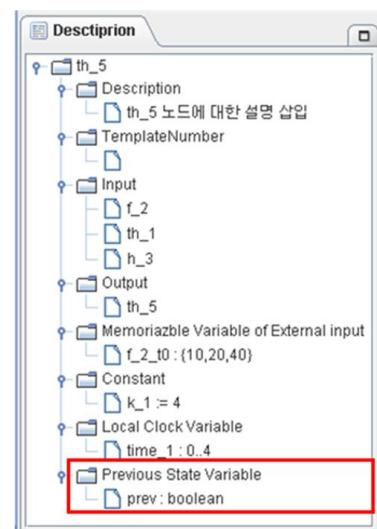 Desctiprion
th_5
Description
th_5 노드에 대한 설명 삽입
TemplateNumber
Input
f_2
th_1
h_3
Output
th_5
Memoriazble Variable of External input
f_2_t0 : {10,20,40}
Constant
k_1 := 4
Local Clock Variable
time_1 : 0..4
Previous State Variable
prev : boolean